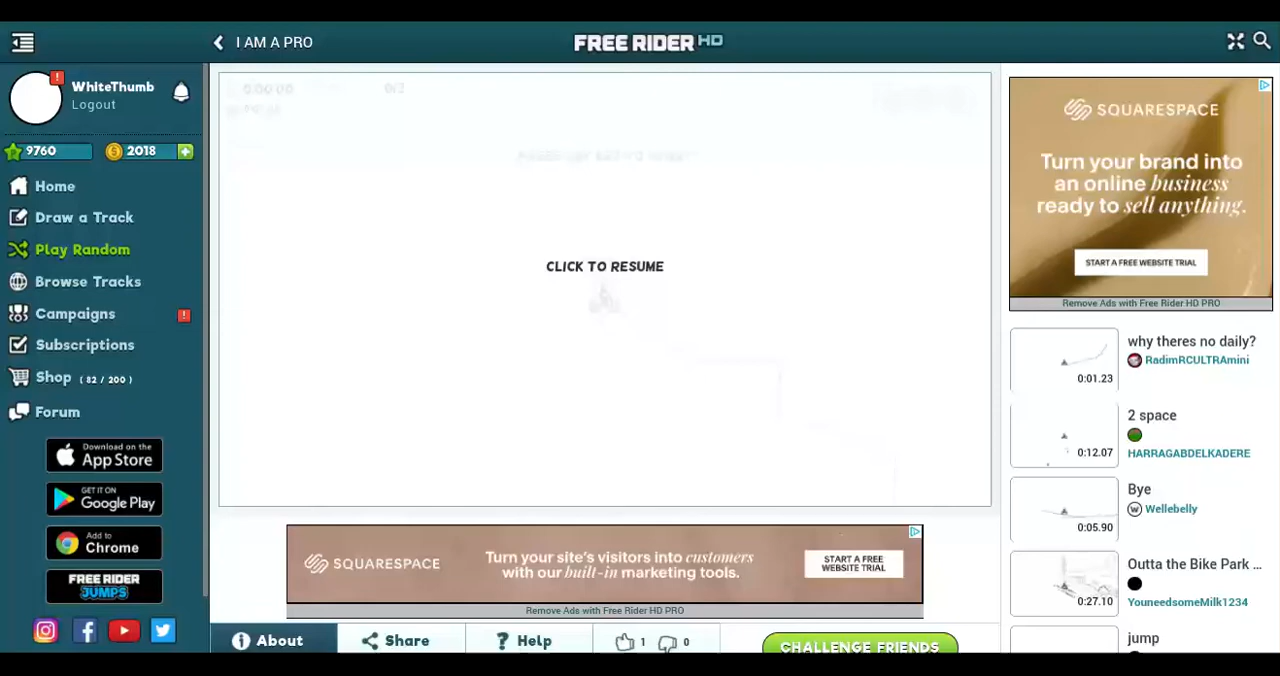 I AM A PRO
FREE RIDER HD
WhiteThumb
Logout
9760
2018
Home
Draw a Track
Play Random
Browse Tracks
Campaigns
Subscriptions
Shop ( 82 / 200 )
Forum
Download on the
App Store
GET IT ON
Google Play
Add to
Chrome
FREE RIDER
JUMPS
0:00.00
CLICK TO RESUME
SQUARESPACE
Turn your site's visitors into customers
with our built-in marketing tools.
START A FREE
WEBSITE TRIAL
Remove Ads with Free Rider HD PRO
About
Share
? Help
1
0
CHALLENGE FRIENDS
SQUARESPACE
Turn your brand into
an online business
ready to sell anything.
START A FREE WEBSITE TRIAL
Remove Ads with Free Rider HD PRO
why theres no daily?
RadimRCULTRAmini
0:01.23
2 space
HARRAGABDELKADERE
0:12.07
Bye
W Wellebelly
0:05.90
Outta the Bike Park ...
YouneedsomeMilk1234
0:27.10
jump